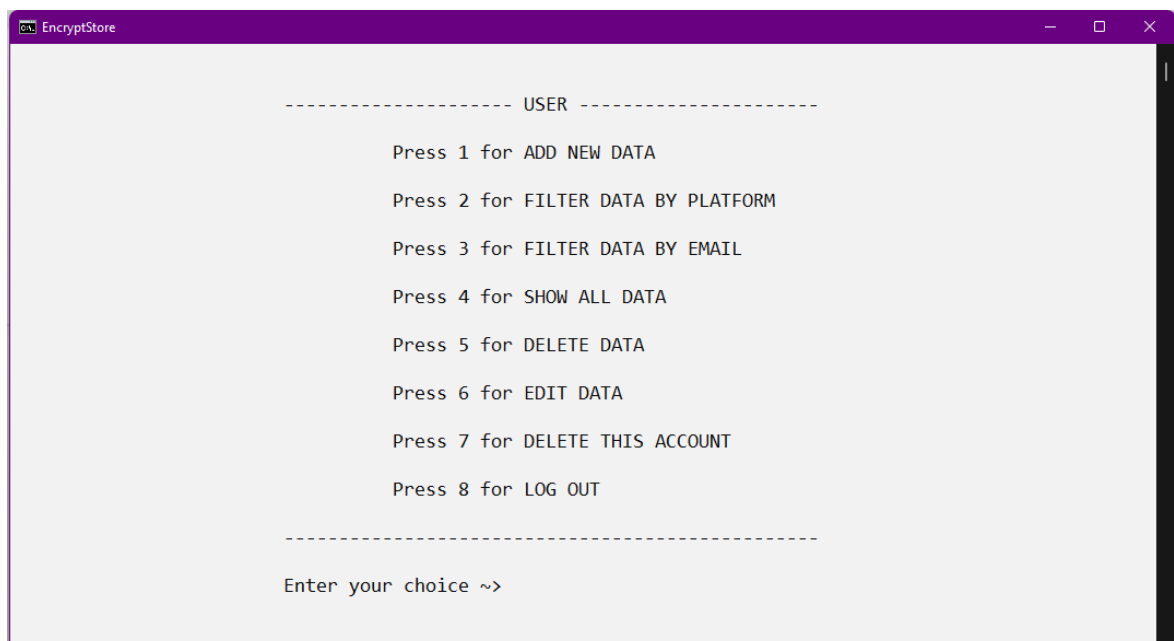 EncryptStore
--------------------- USER ----------------------
Press 1 for ADD NEW DATA
Press 2 for FILTER DATA BY PLATFORM
Press 3 for FILTER DATA BY EMAIL
Press 4 for SHOW ALL DATA
Press 5 for DELETE DATA
Press 6 for EDIT DATA
Press 7 for DELETE THIS ACCOUNT
Press 8 for LOG OUT
-------------------------------------------------
Enter your choice ~>